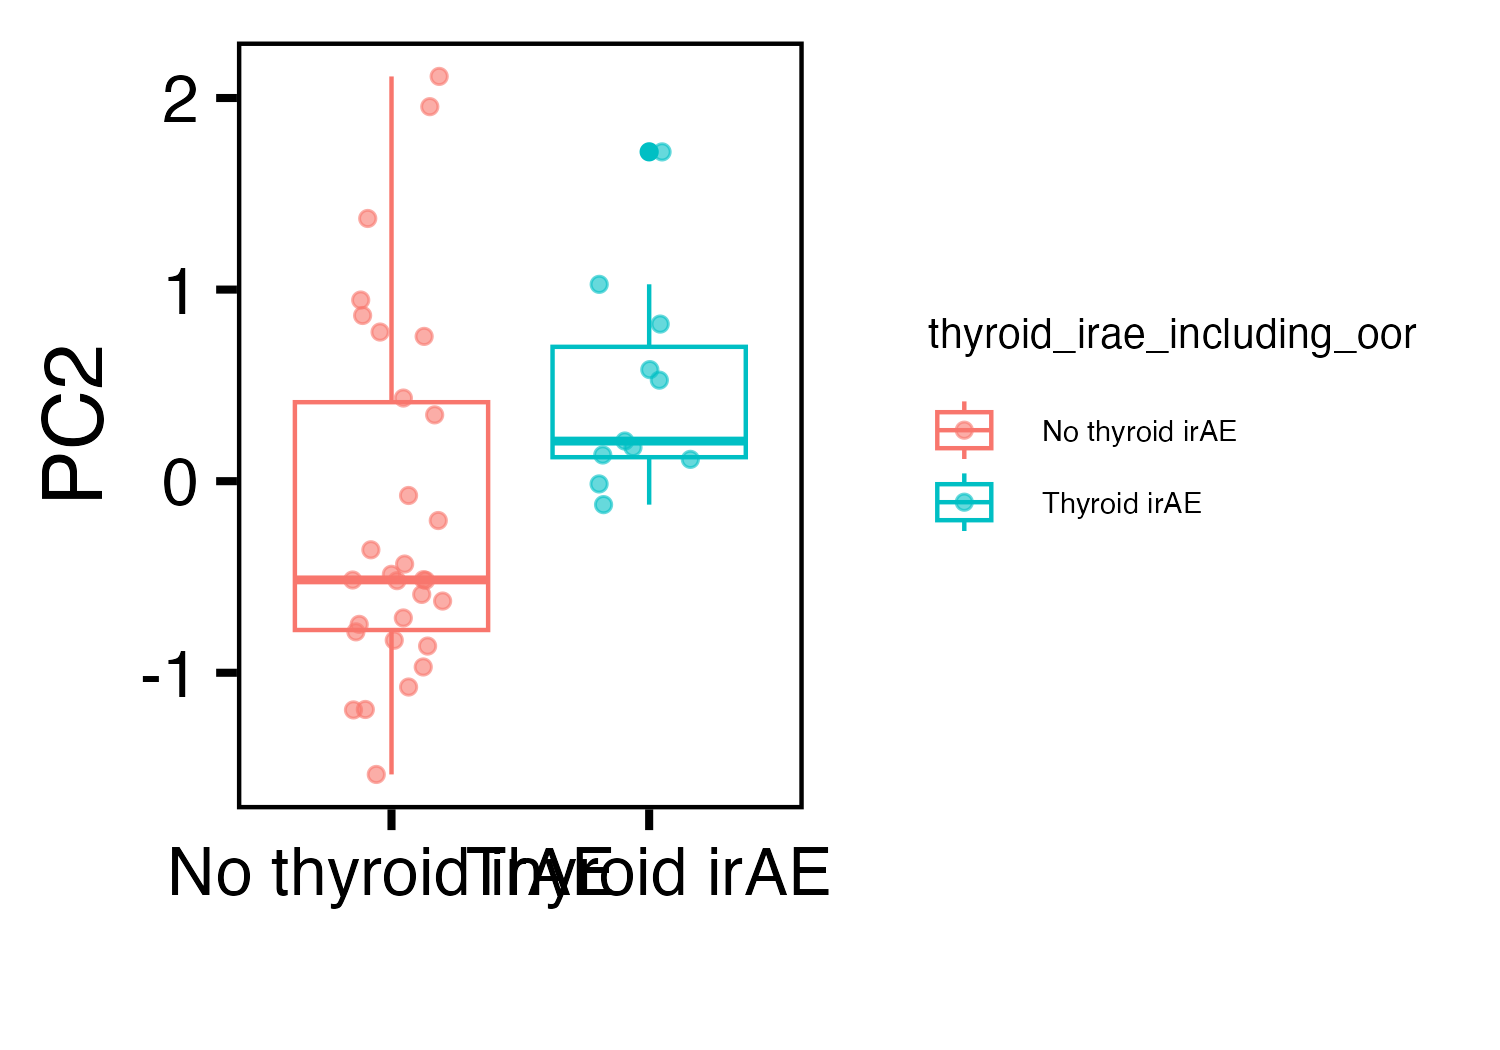 PC2
2
1
0
-1
No thyroid irAE
Thyroid irAE
thyroid_irae_including_oor
No thyroid irAE
Thyroid irAE